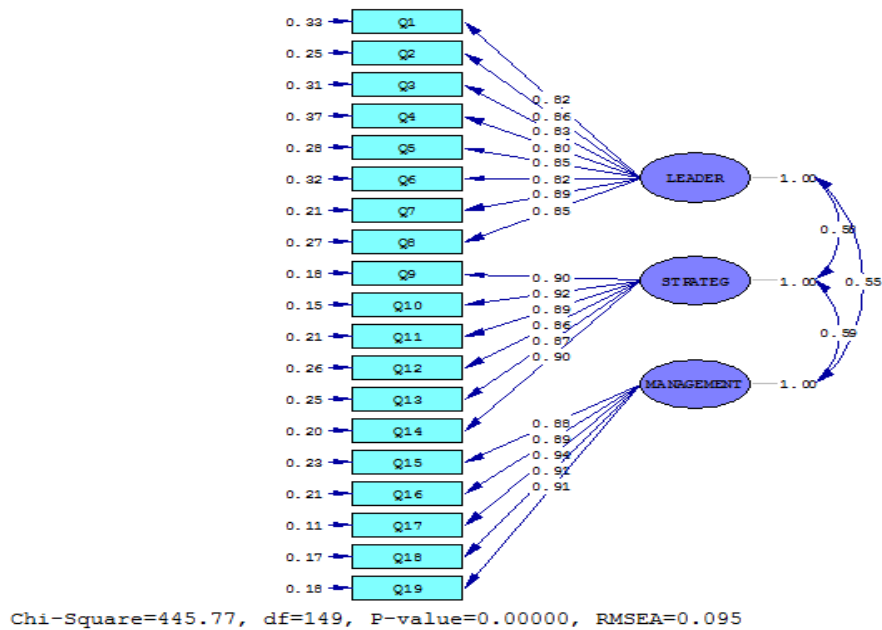 0.33 Q1
0.25 Q2
0.31 Q3
0.37 Q4
0.28 Q5
0.32 Q6
0.21 Q7
0.27 Q8
0.18 Q9
0.15 Q10
0.21 Q11
0.26 Q12
0.25 Q13
0.20 Q14
0.23 Q15
0.21 Q16
0.11 Q17
0.17 Q18
0.18 Q19
0.82
0.86
0.83
0.80
0.85
0.82
0.89
0.85
0.90
0.92
0.89
0.86
0.87
0.90
0.88
0.89
0.94
0.91
0.91
LEADER 1.00
STRATEG 1.00
MANAGEMENT 1.00
0.55
0.59
Chi-Square=445.77, df=149, P-value=0.00000, RMSEA=0.095